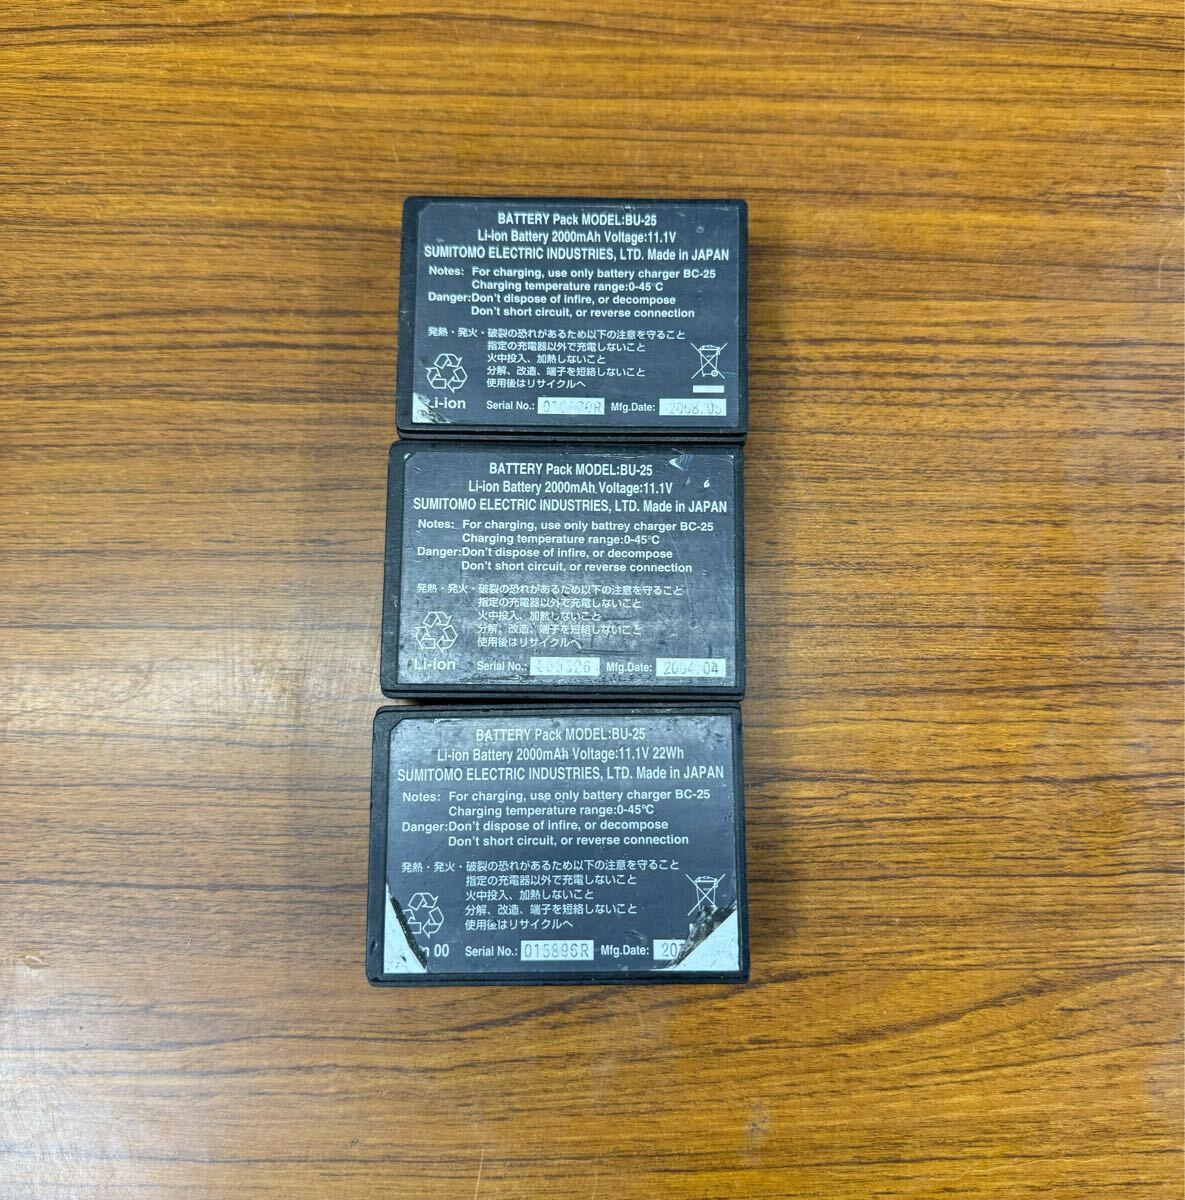 BATTERY Pack MODEL:BU-25
Li-ion Battery 2000mAh Voltage:11.1V
SUMITOMO ELECTRIC INDUSTRIES, LTD. Made in JAPAN
Notes: For charging, use only battery charger BC-25
Charging temperature range:0-45℃
Danger:Don't dispose of infire, or decompose
Don't short circuit, or reverse connection
発熱・発火・破裂の恐れがあるため以下の注意を守ること
指定の充電器以外で充電しないこと
火中投入、加熱しないこと
分解、改造、端子を短絡しないこと
使用後はリサイクルへ
Li-ion Serial No.: Mfg.Date: 2008.05
BATTERY Pack MODEL:BU-25
Li-ion Battery 2000mAh Voltage:11.1V
SUMITOMO ELECTRIC INDUSTRIES, LTD. Made in JAPAN
Notes: For charging, use only battrey charger BC-25
Charging temperature range:0-45℃
Danger:Don't dispose of infire, or decompose
Don't short circuit, or reverse connection
発熱・発火・破裂の恐れがあるため以下の注意を守ること
指定の充電器以外で充電しないこと
火中投入、加熱しないこと
分解、改造、端子を短絡しないこと
使用後はリサイクルへ
Li-ion Serial No.: Mfg.Date: 2004.04
BATTERY Pack MODEL:BU-25
Li-ion Battery 2000mAh Voltage:11.1V 22Wh
SUMITOMO ELECTRIC INDUSTRIES, LTD. Made in JAPAN
Notes: For charging, use only battery charger BC-25
Charging temperature range:0-45℃
Danger:Don't dispose of infire, or decompose
Don't short circuit, or reverse connection
発熱・発火・破裂の恐れがあるため以下の注意を守ること
指定の充電器以外で充電しないこと
火中投入、加熱しないこと
分解、改造、端子を短絡しないこと
使用後はリサイクルへ
00 Serial No.: 015896R Mfg.Date: 20